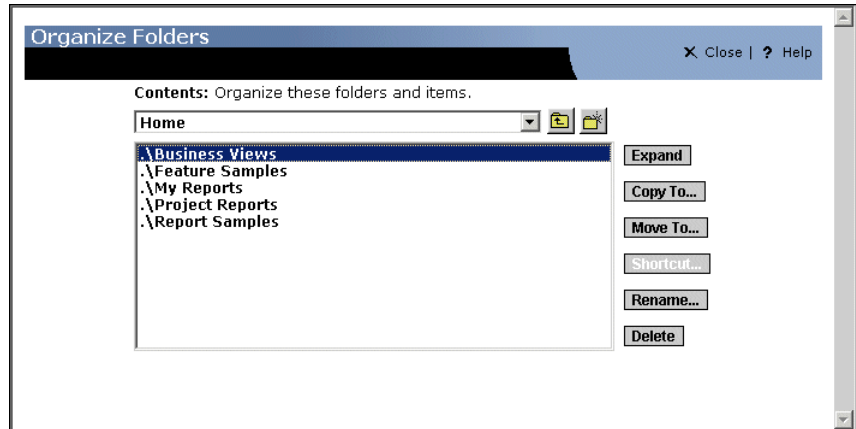 Organize Folders
X Close | ? Help
Contents: Organize these folders and items.
Home
.\Business Views
.\Feature Samples
.\My Reports
.\Project Reports
.\Report Samples
Expand
Copy To...
Move To...
Shortcut...
Rename...
Delete